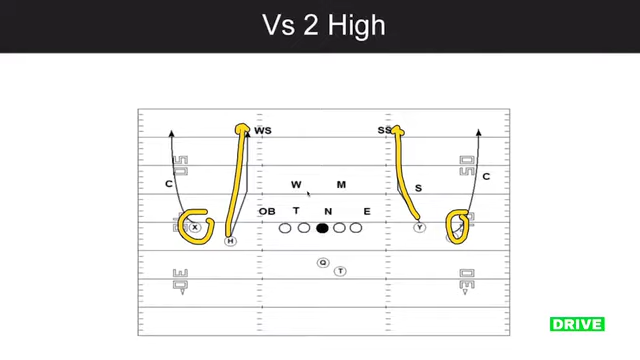 Vs 2 High
WS SS
C W M S C
OB T N E
X H Y
Q T
DRIVE